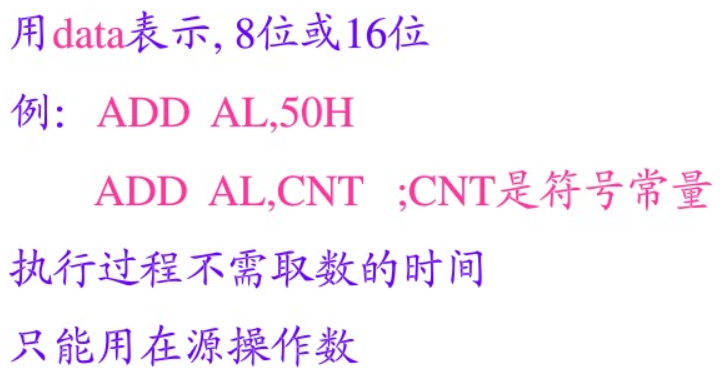 用data表示, 8位或16位
例: ADD AL,50H
ADD AL,CNT ;CNT是符号常量
执行过程不需取数的时间
只能用在源操作数